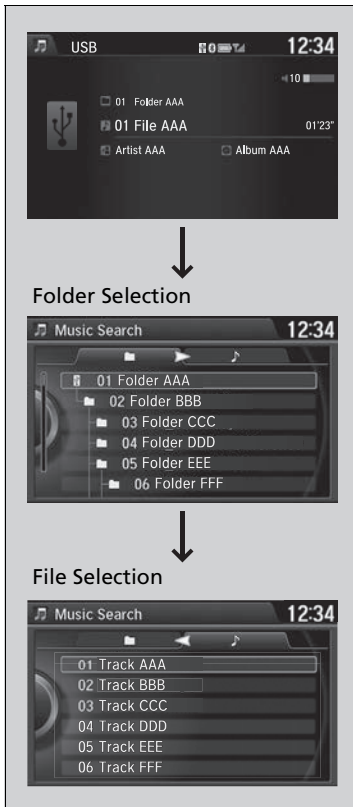 USB 12:34
10
01 Folder AAA
01 File AAA 01'23"
Artist AAA Album AAA
Folder Selection
Music Search 12:34
01 Folder AAA
02 Folder BBB
03 Folder CCC
04 Folder DDD
05 Folder EEE
06 Folder FFF
File Selection
Music Search 12:34
01 Track AAA
02 Track BBB
03 Track CCC
04 Track DDD
05 Track EEE
06 Track FFF